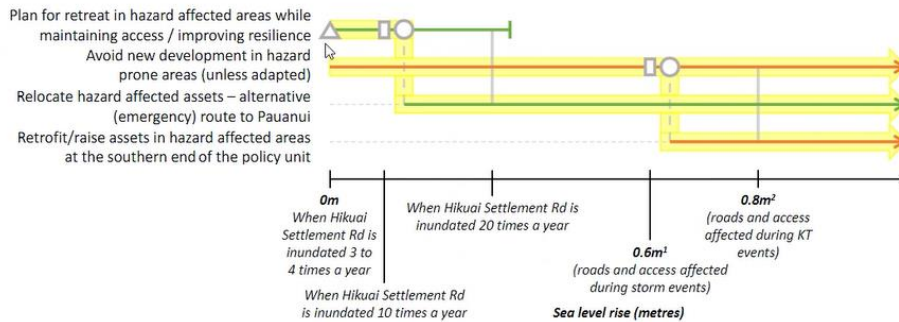 Plan for retreat in hazard affected areas while
maintaining access / improving resilience
Avoid new development in hazard
prone areas (unless adapted)
Relocate hazard affected assets – alternative
(emergency) route to Pauanui
Retrofit/raise assets in hazard affected areas
at the southern end of the policy unit
0m
When Hikuai
Settlement Rd is
inundated 3 to
4 times a year
When Hikuai Settlement Rd
is inundated 10 times a year
When Hikuai Settlement Rd is
inundated 20 times a year
0.6m¹
(roads and access affected
during storm events)
0.8m²
(roads and access
affected during KT
events)
Sea level rise (metres)